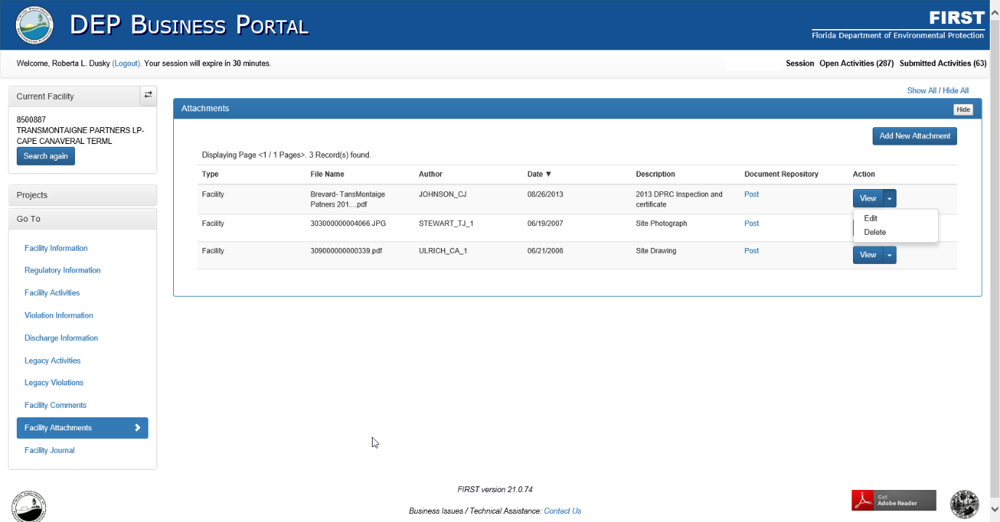 DEP BUSINESS PORTAL
FIRST
Florida Department of Environmental Protection
Welcome, Roberta L. Dusky (Logout). Your session will expire in 30 minutes.
Session Open Activities (287) Submitted Activities (63)
Current Facility
8500887
TRANSMONTAIGNE PARTNERS LP-
CAPE CANAVERAL TERML
Search again
Projects
Go To
Facility Information
Regulatory Information
Facility Activities
Violation Information
Discharge Information
Legacy Activities
Legacy Violations
Facility Comments
Facility Attachments
Facility Journal
Show All / Hide All
Attachments
Hide
Add New Attachment
Displaying Page <1 / 1 Pages>. 3 Record(s) found.
Type File Name Author Date ▼ Description Document Repository Action
Facility Brevard- TansMontaige JOHNSON_CJ 08/26/2013 2013 DPRC Inspection and Post View
Patners 201....pdf certificate
Edit
Facility 303000000004066.JPG STEWART_TJ_1 06/19/2007 Site Photograph Post
Delete
Facility 309000000000339.pdf ULRICH_CA_1 06/21/2006 Site Drawing Post View
FIRST version 21.0.74
Business Issues / Technical Assistance: Contact Us
Get
Adobe Reader